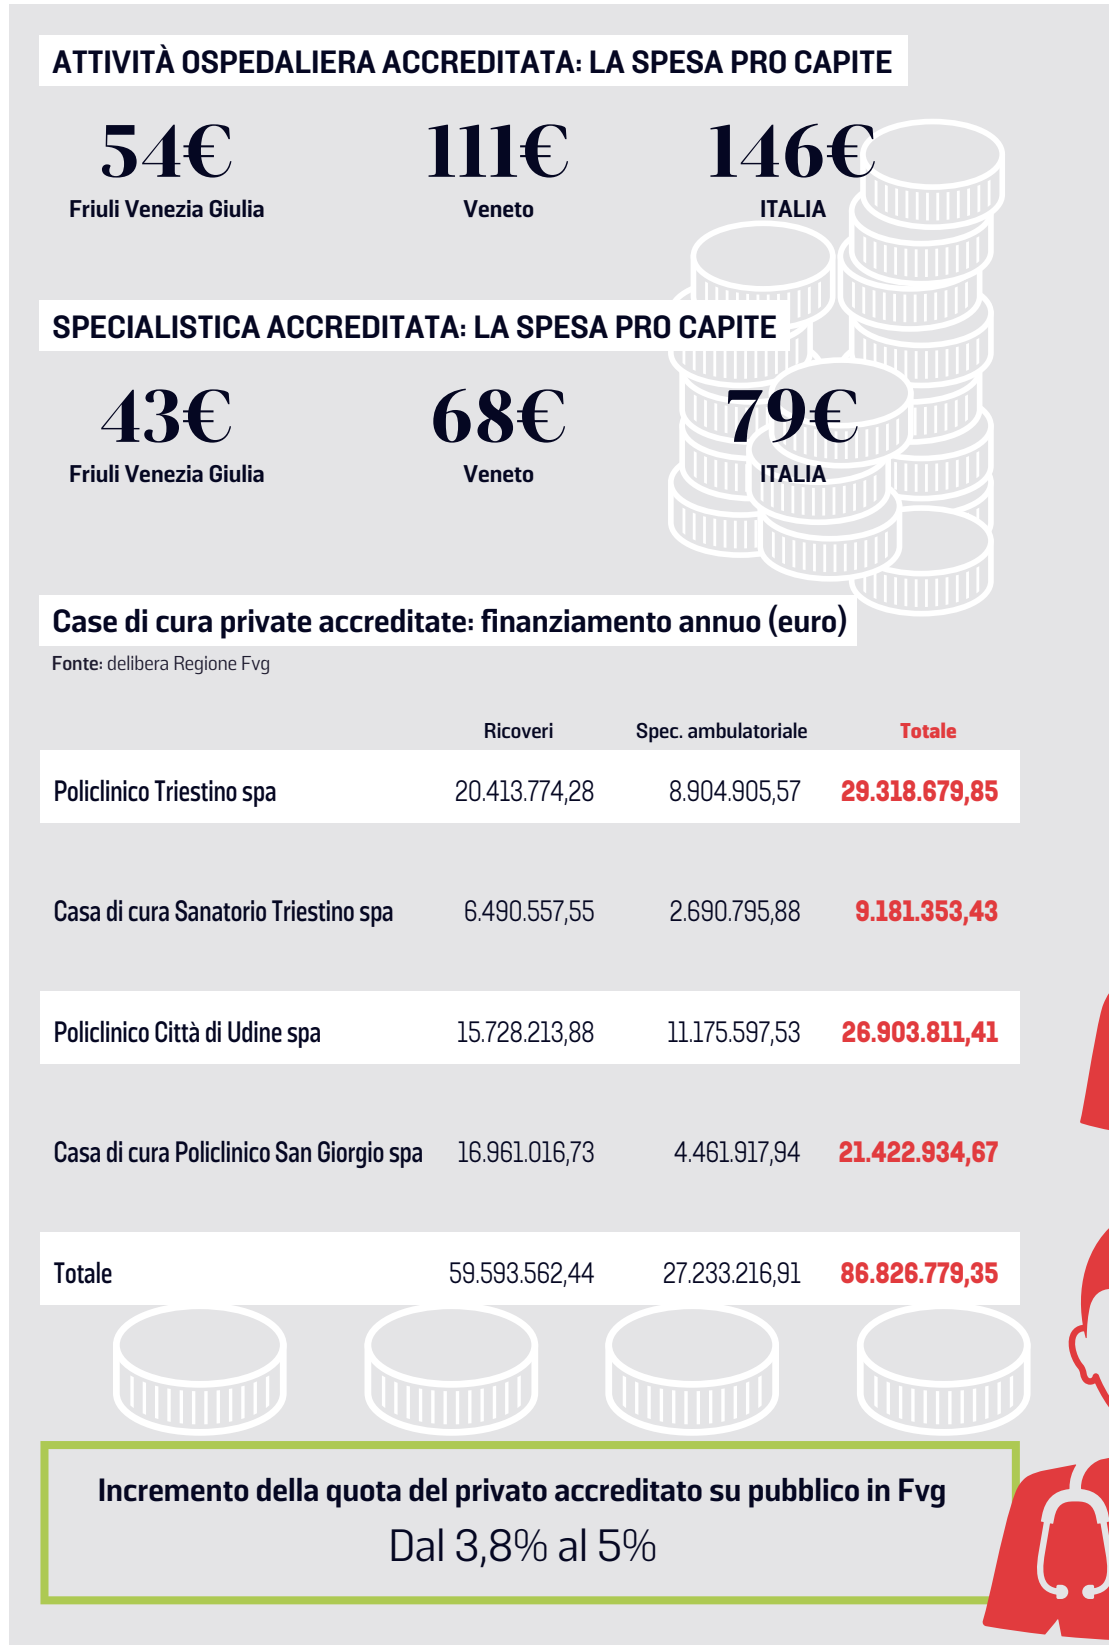 ATTIVITÀ OSPEDALIERA ACCREDITATA: LA SPESA PRO CAPITE
54€ 111€ 146€
Friuli Venezia Giulia Veneto ITALIA
SPECIALISTICA ACCREDITATA: LA SPESA PRO CAPITE
43€ 68€ 79€
Friuli Venezia Giulia Veneto ITALIA
Case di cura private accreditate: finanziamento annuo (euro)
Fonte: delibera Regione Fvg
Ricoveri Spec. ambulatoriale Totale
Policlinico Triestino spa 20.413.774,28 8.904.905,57 29.318.679,85
Casa di cura Sanatorio Triestino spa 6.490.557,55 2.690.795,88 9.181.353,43
Policlinico Città di Udine spa 15.728.213,88 11.175.597,53 26.903.811,41
Casa di cura Policlinico San Giorgio spa 16.961.016,73 4.461.917,94 21.422.934,67
Totale 59.593.562,44 27.233.216,91 86.826.779,35
Incremento della quota del privato accreditato su pubblico in Fvg
Dal 3,8% al 5%